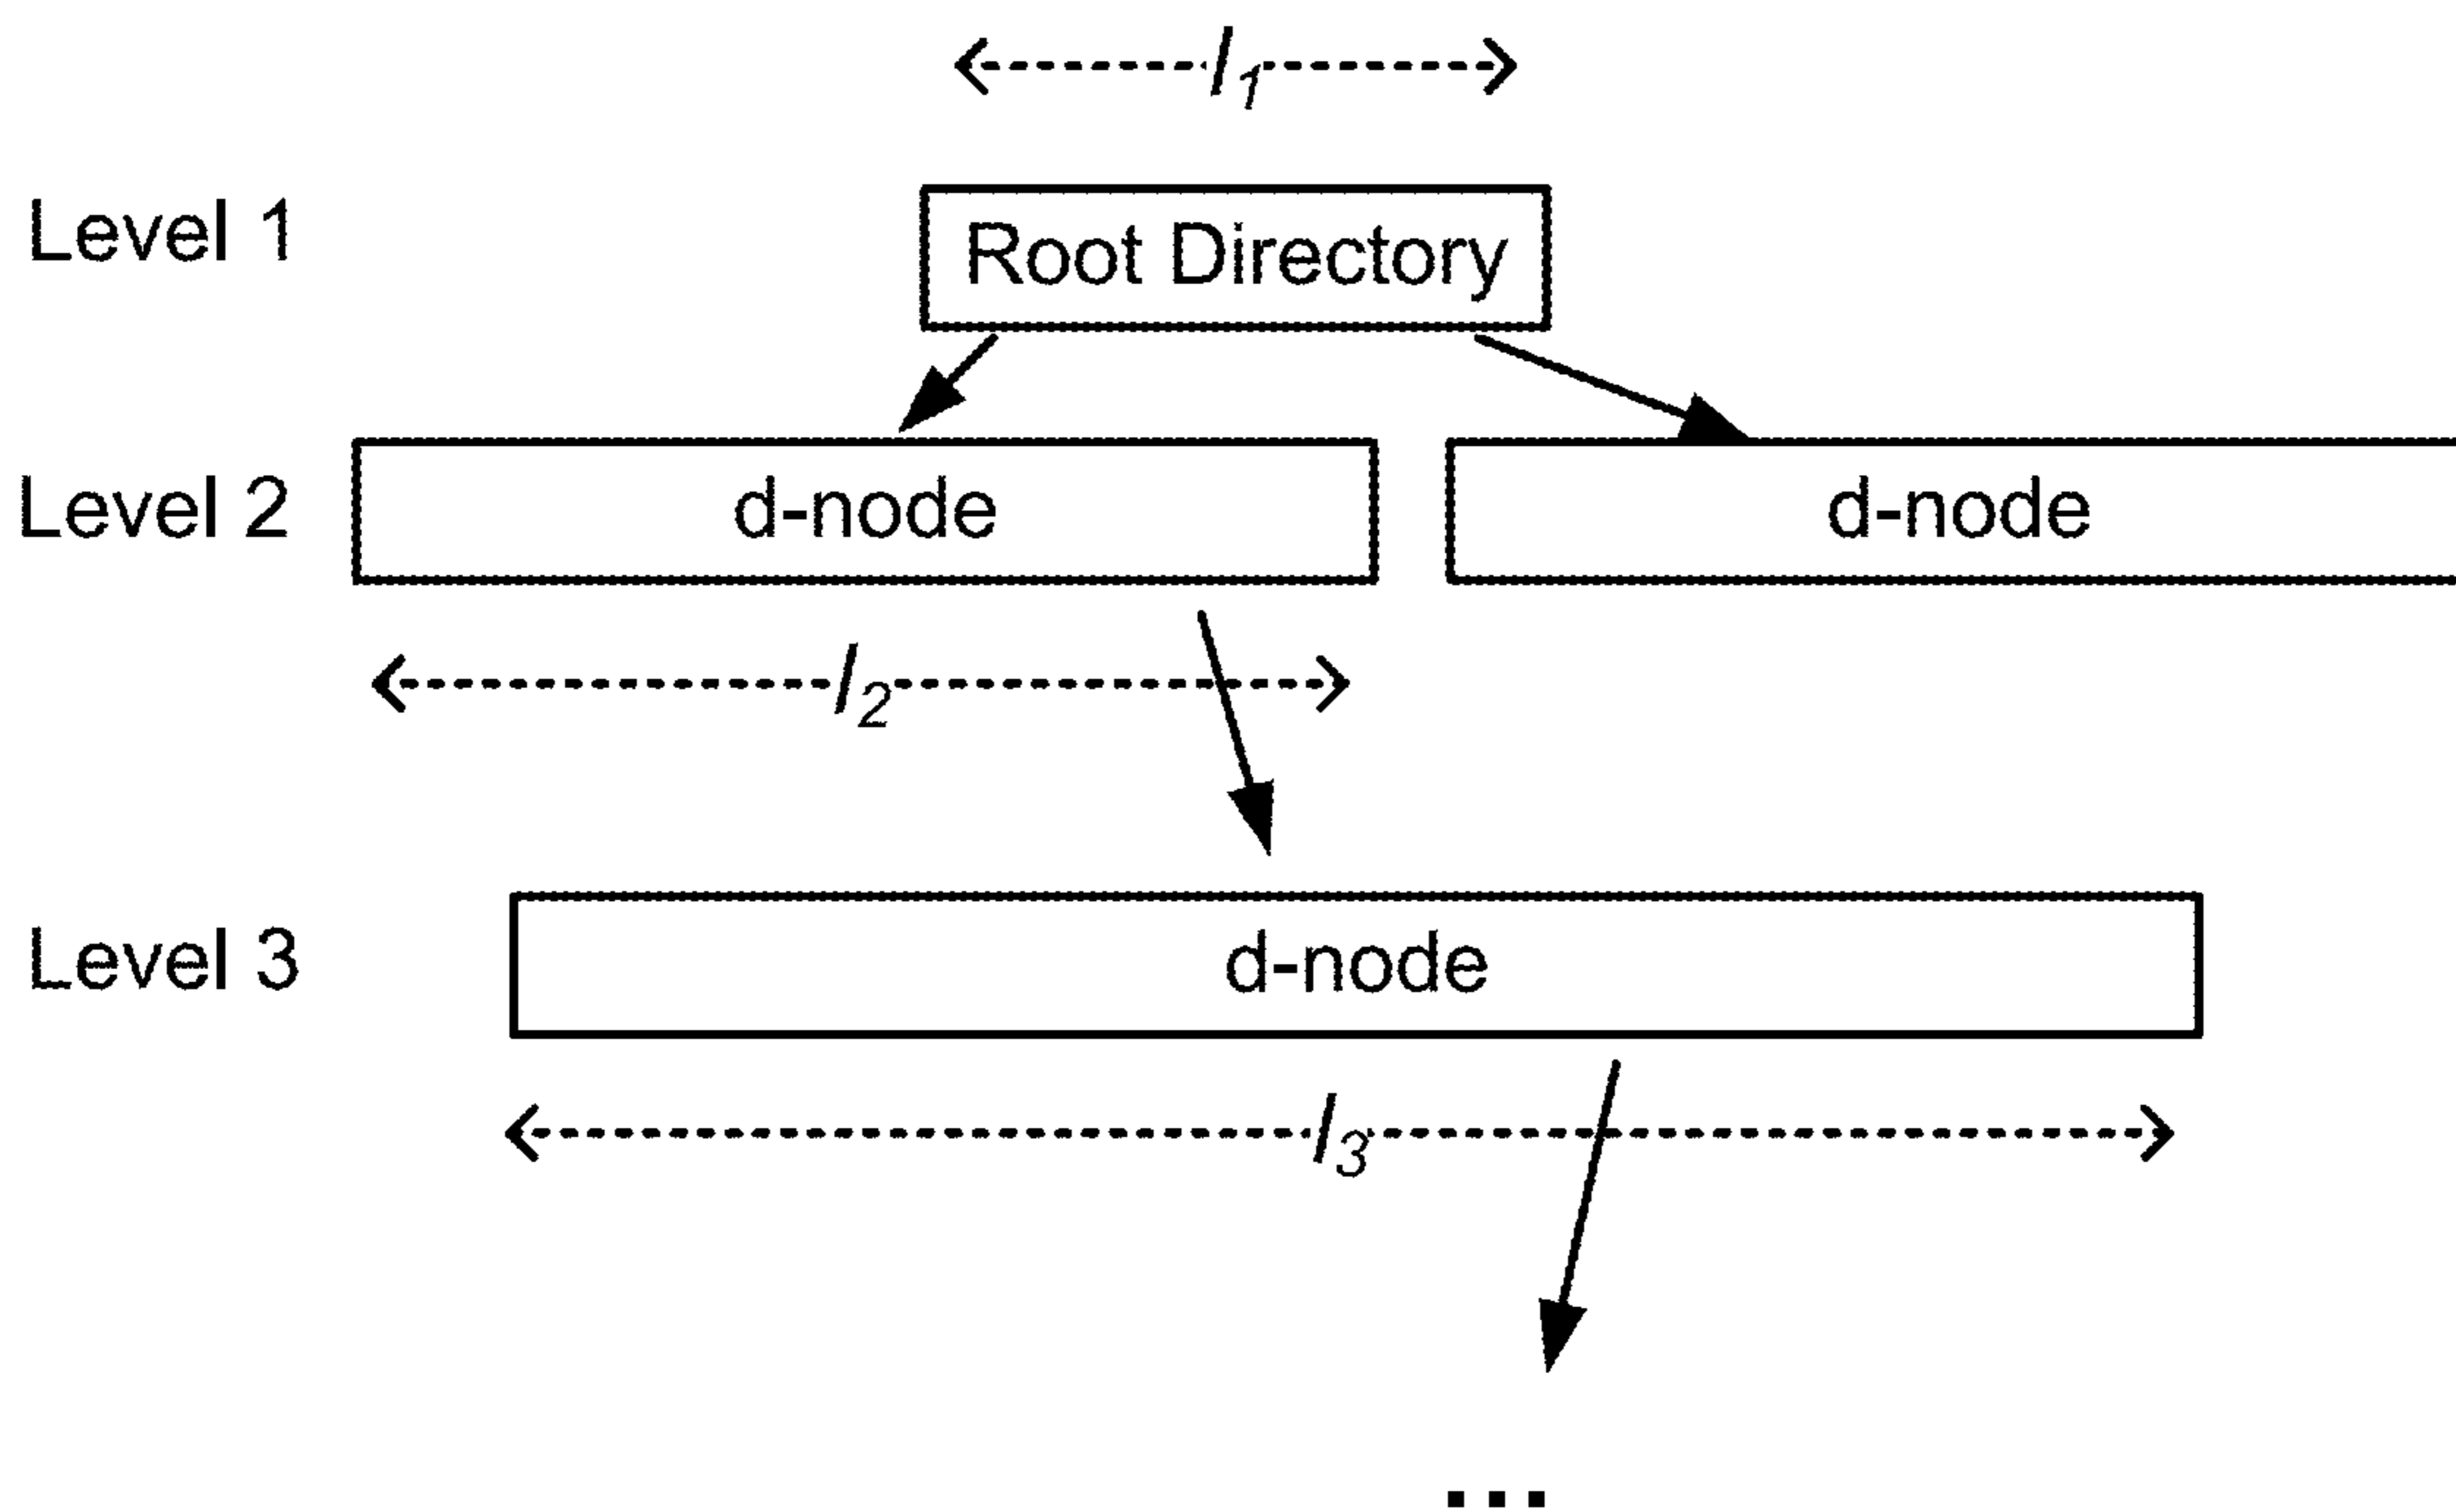 l1
Level 1
Root Directory
Level 2
d-node
d-node
l2
Level 3
d-node
l3
...